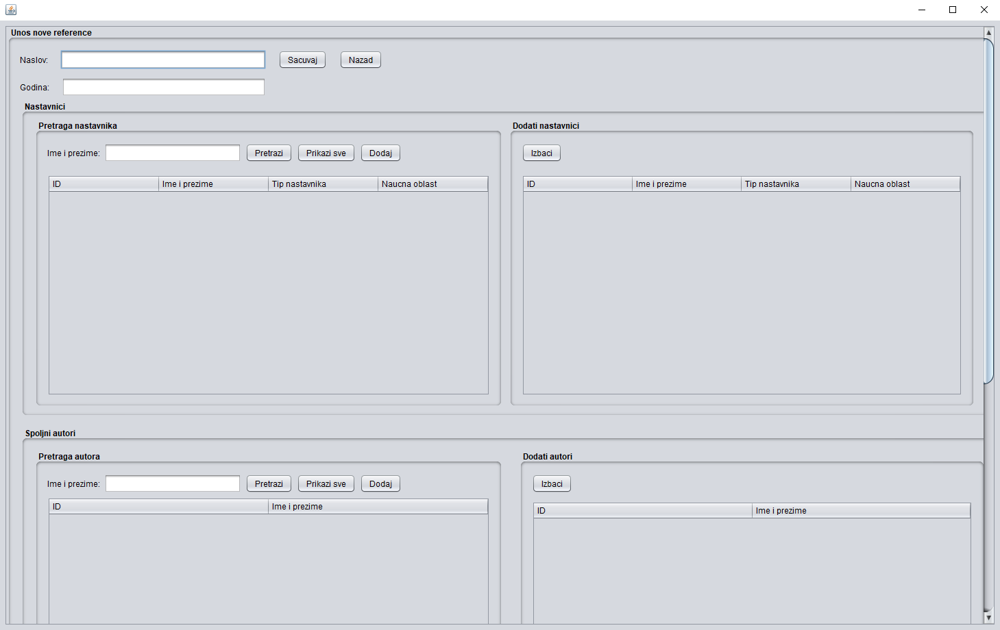 Unos nove reference
Naslov: Sacuvaj Nazad
Godina:
Nastavnici
Pretraga nastavnika Dodati nastavnici
Ime i prezime: Pretrazi Prikazi sve Dodaj Izbaci
ID Ime i prezime Tip nastavnika Naucna oblast ID Ime i prezime Tip nastavnika Naucna oblast
Spoljni autori
Pretraga autora Dodati autori
Ime i prezime: Pretrazi Prikazi sve Dodaj Izbaci
ID Ime i prezime ID Ime i prezime